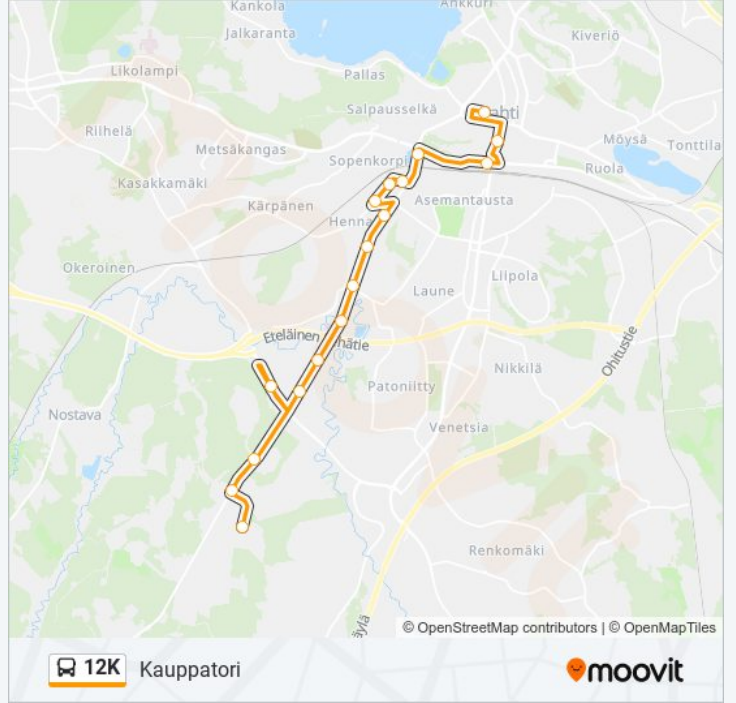 Kankola
Ankkuri
Jalkaranta
Kiveriö
Likolampi
Pallas
Salpausselkä
Riihelä
Metsäkangas
Sopenkorpi
Möysä
Tonttila
Ruola
Kasakkamäki
Kärpänen
Asemantausta
Henna
Okeroinen
Liipola
Laune
Eteläinen
Ohitustie
Nikkilä
Patoniitty
Nostava
Venetsia
Renkomäki
© OpenStreetMap contributors | © OpenMapTiles
12K Kauppatori
moovit